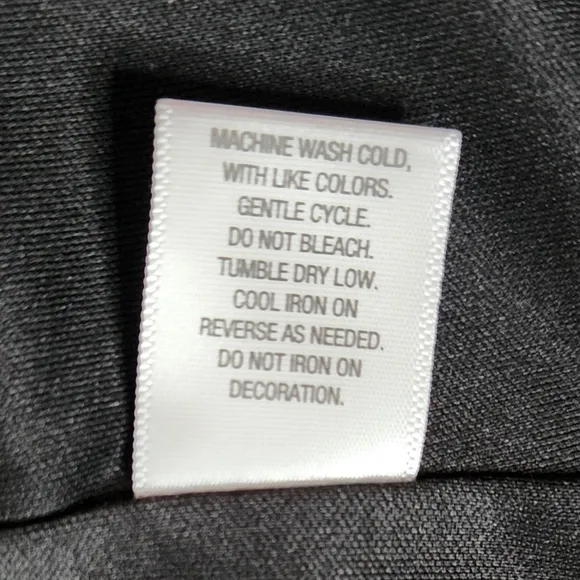 MACHINE WASH COLD,
WITH LIKE COLORS.
GENTLE CYCLE.
DO NOT BLEACH.
TUMBLE DRY LOW.
COOL IRON ON
REVERSE AS NEEDED.
DO NOT IRON ON
DECORATION.